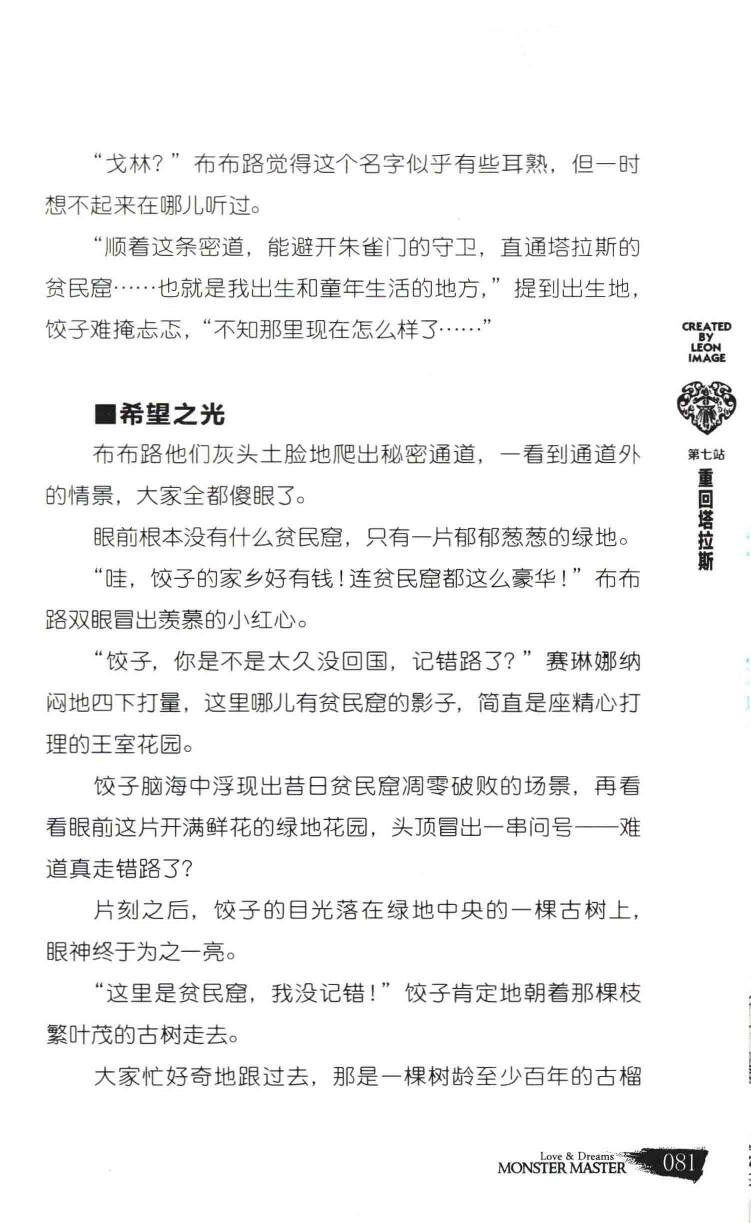 “戈林？”布布路觉得这个名字似乎有些耳熟，但一时
想不起来在哪儿听过。
“顺着这条密道，能避开朱雀门的守卫，直通塔拉斯的
贫民窟……也就是我出生和童年生活的地方，”提到出生地，
饺子难掩忐忑，“不知那里现在怎么样了……”
■希望之光
布布路他们灰头土脸地爬出秘密通道，一看到通道外
的情景，大家全都傻眼了。
眼前根本没有什么贫民窟，只有一片郁郁葱葱的绿地。
“哇，饺子的家乡好有钱！连贫民窟都这么豪华！”布布
路双眼冒出羡慕的小红心。
“饺子，你是不是太久没回国，记错路了？”赛琳娜纳
闷地四下打量，这里哪儿有贫民窟的影子，简直是座精心打
理的王室花园。
饺子脑海中浮现出昔日贫民窟凋零破败的场景，再看
看眼前这片开满鲜花的绿地花园，头顶冒出一串问号——难
道真走错路了？
片刻之后，饺子的目光落在绿地中央的一棵古树上，
眼神终于为之一亮。
“这里是贫民窟，我没记错！”饺子肯定地朝着那棵枝
繁叶茂的古树走去。
大家忙好奇地跟过去，那是一棵树龄至少百年的古榴
CREATED
BY
LEON
IMAGE
第七站
重回塔拉斯
Love & Dreams
MONSTER MASTER
081